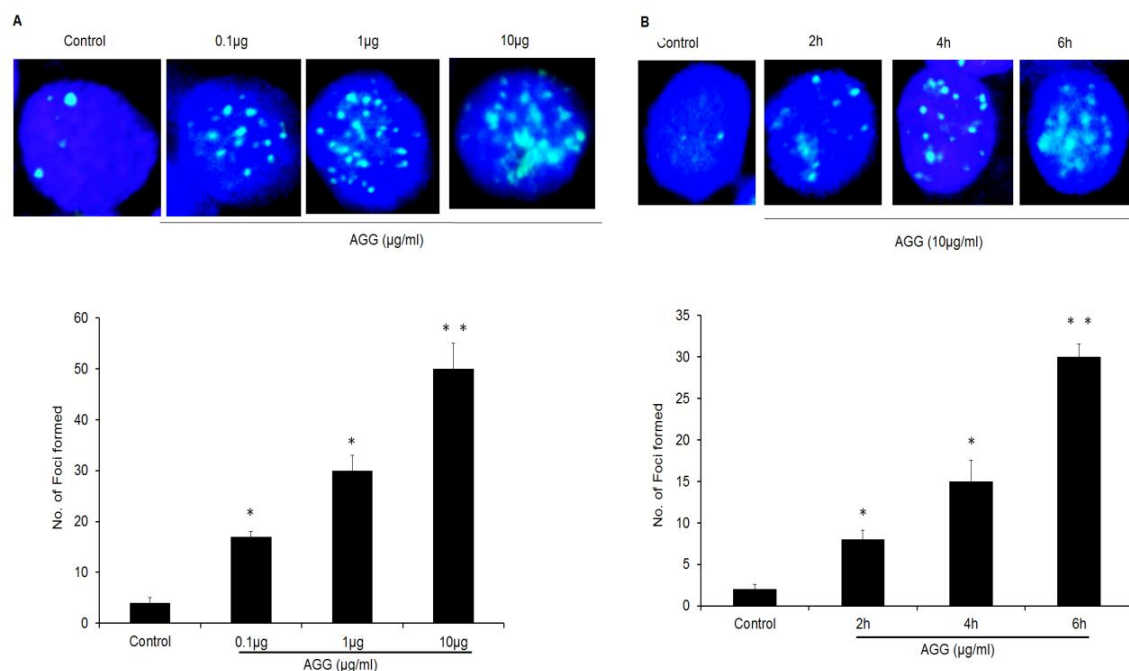 A
Control 0.1µg 1µg 10µg
AGG (µg/ml)
B
Control 2h 4h 6h
AGG (10µg/ml)
No. of Foci formed
60
50
40
30
20
10
0
* * * *
Control 0.1µg 1µg 10µg
AGG (µg/ml)
No. of Foci formed
35
30
25
20
15
10
5
0
* * * *
Control 2h 4h 6h
AGG (µg/ml)